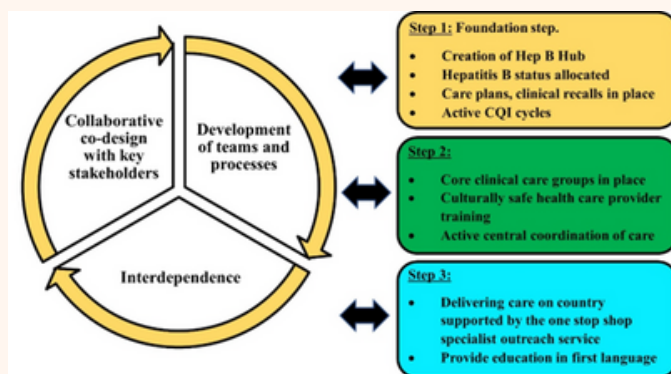 Collaborative
co-design
with key
stakeholders
Development
of teams and
processes
Interdependence
Step 1: Foundation step.
• Creation of Hep B Hub
• Hepatitis B status allocated
• Care plans, clinical recalls in place
• Active CQI cycles
Step 2:
• Core clinical care groups in place
• Culturally safe health care provider
training
• Active central coordination of care
Step 3:
• Delivering care on country
supported by the one stop shop
specialist outreach service
• Provide education in first language